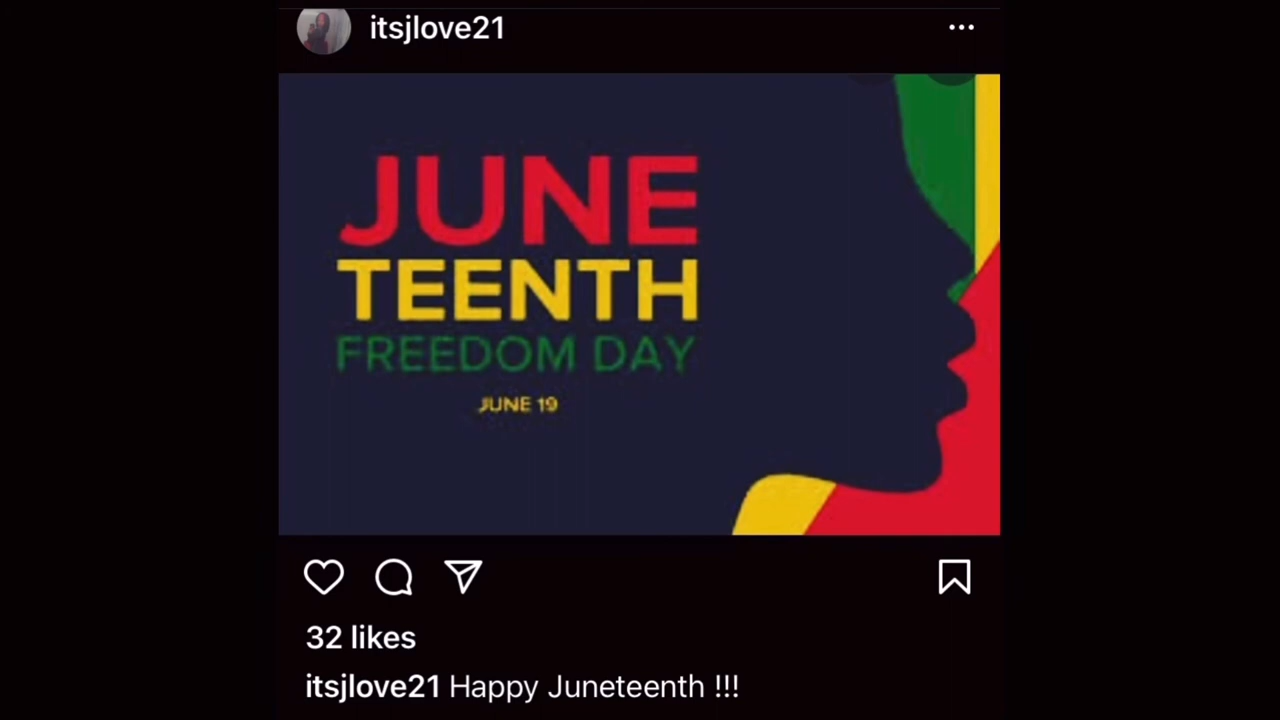 itsjlove21
JUNE
TEENTH
FREEDOM DAY
JUNE 19
32 likes
itsjlove21 Happy Juneteenth !!!